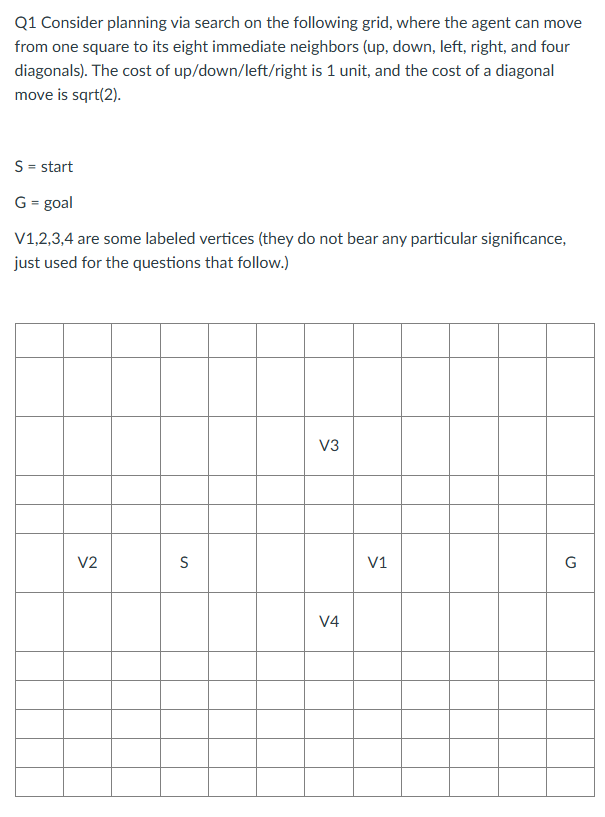 Q1 Consider planning via search on the following grid, where the agent can move
from one square to its eight immediate neighbors (up, down, left, right, and four
diagonals). The cost of up/down/left/right is 1 unit, and the cost of a diagonal
move is sqrt(2).
S = start
G = goal
V1,2,3,4 are some labeled vertices (they do not bear any particular significance,
just used for the questions that follow.)
V3
V2 S V1 G
V4